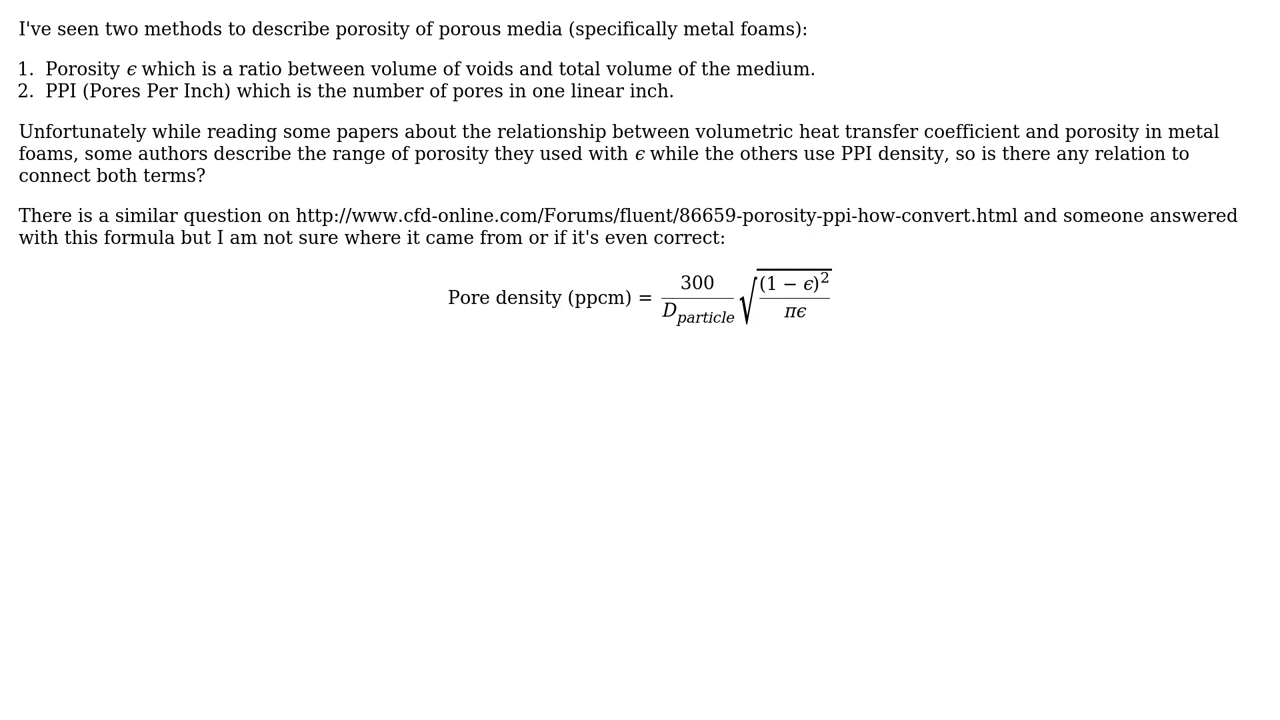 I've seen two methods to describe porosity of porous media (specifically metal foams):
1. Porosity ϵ which is a ratio between volume of voids and total volume of the medium.
2. PPI (Pores Per Inch) which is the number of pores in one linear inch.
Unfortunately while reading some papers about the relationship between volumetric heat transfer coefficient and porosity in metal
foams, some authors describe the range of porosity they used with ϵ while the others use PPI density, so is there any relation to
connect both terms?
There is a similar question on http://www.cfd-online.com/Forums/fluent/86659-porosity-ppi-how-convert.html and someone answered
with this formula but I am not sure where it came from or if it's even correct:
Pore density (ppcm) = \frac{300}{D_{particle}} \sqrt{\frac{(1 − ϵ)^2}{πϵ}}